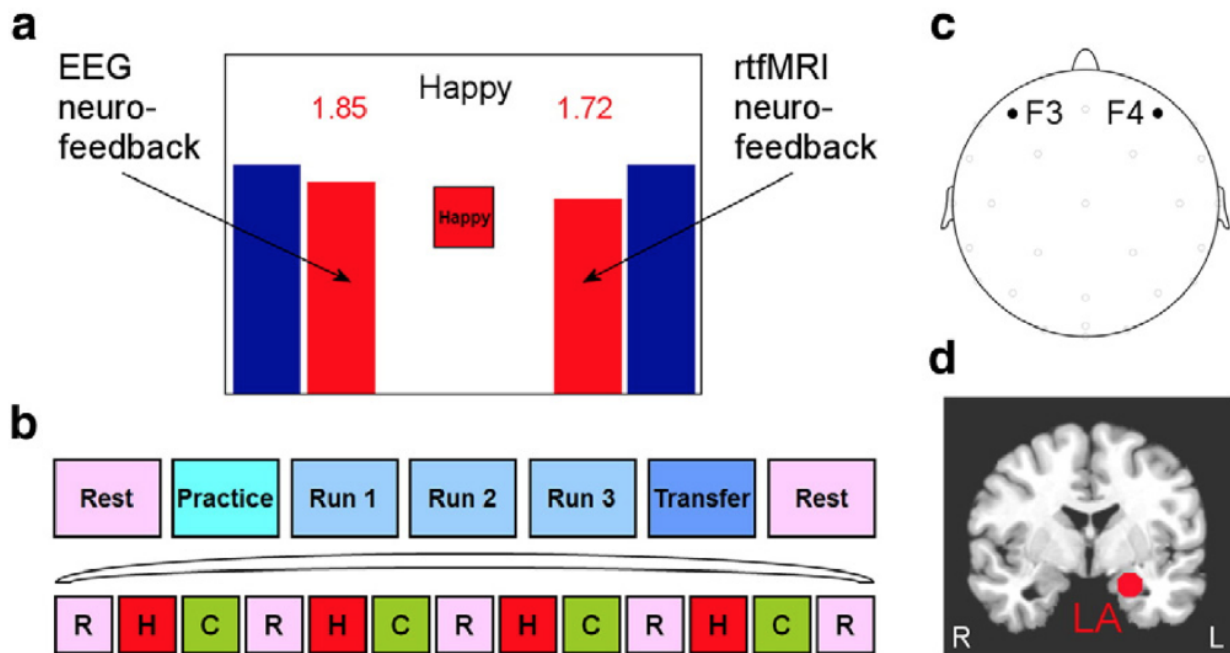 a
EEG
neuro-
feedback
Happy
1.85
1.72
Happy
rtfMRI
neuro-
feedback
b
Rest Practice Run 1 Run 2 Run 3 Transfer Rest
R H C R H C R H C R H C R
c
F3 F4
d
LA
R L